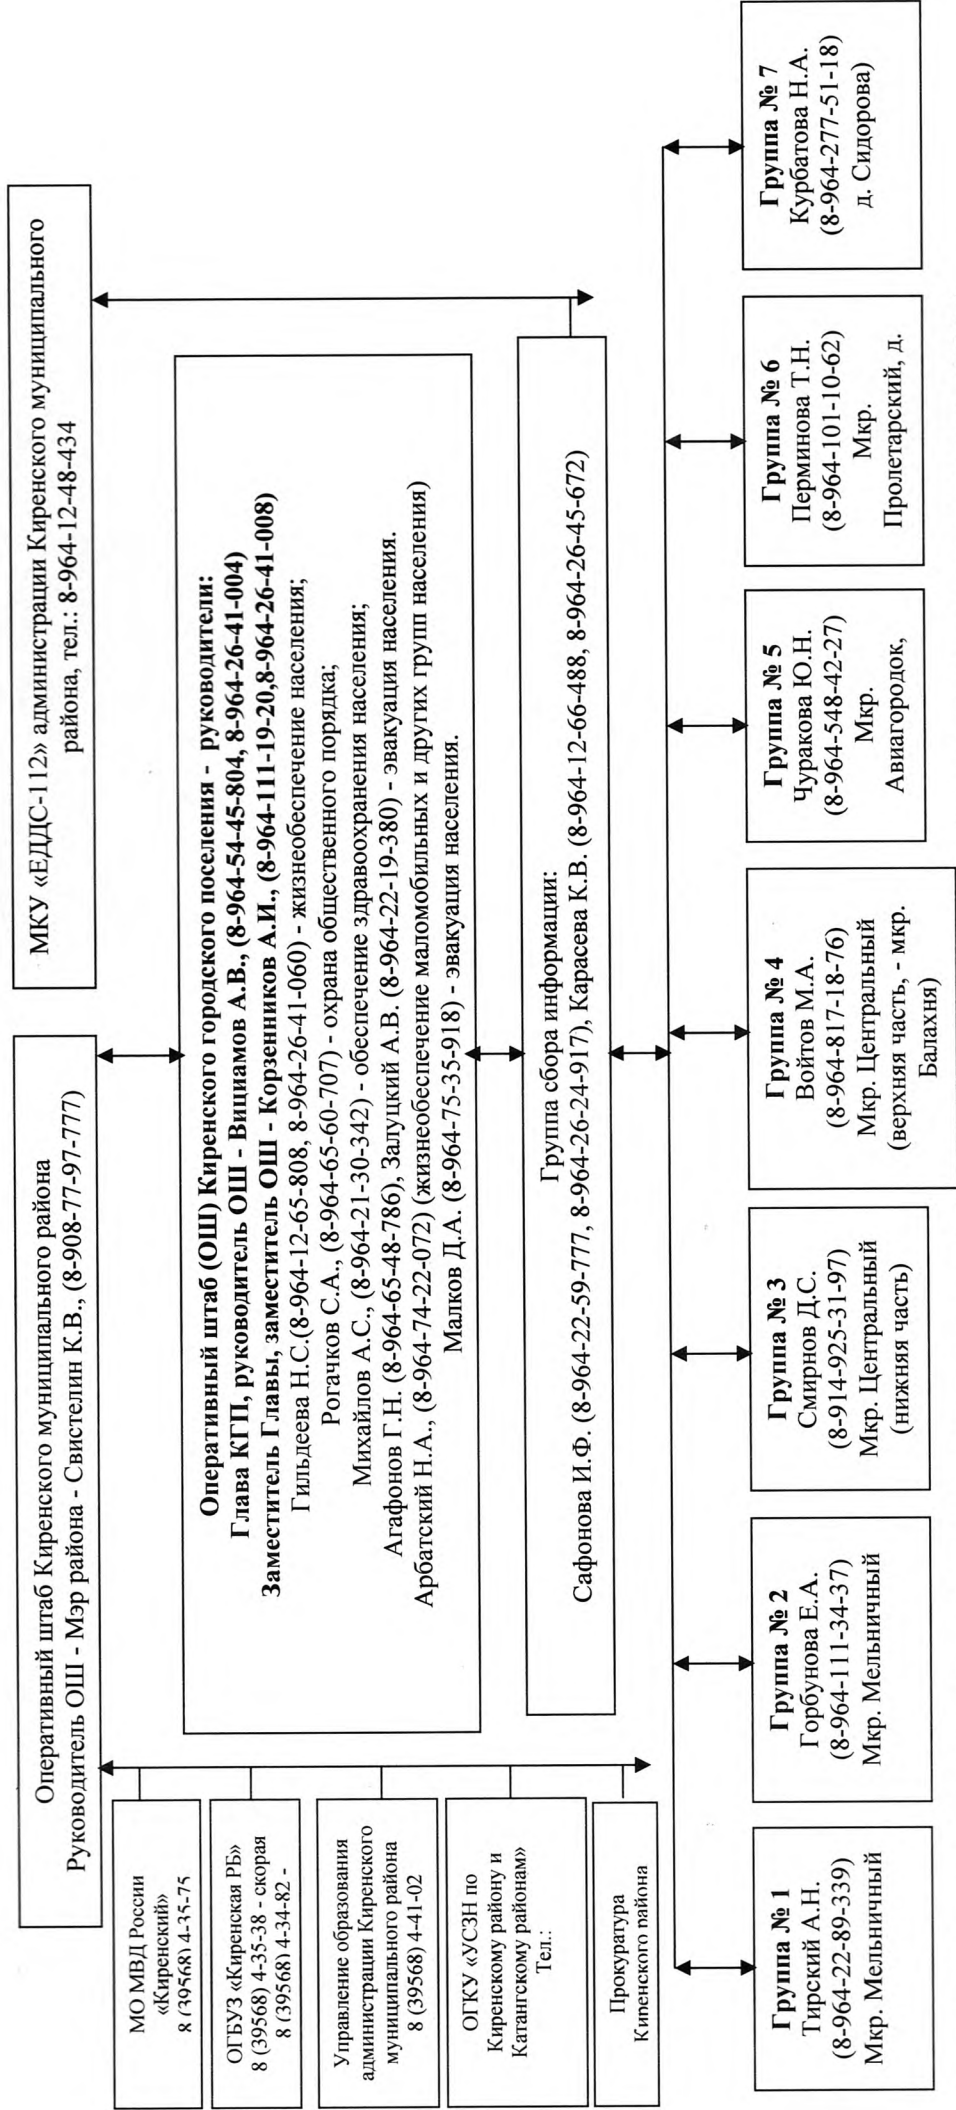 Оперативный штаб Киренского муниципального района
Руководитель ОШ - Мэр района - Свистелин К.В., (8-908-77-97-777)
МКУ «ЕДДС-112» администрации Киренского муниципального
района, тел.: 8-964-12-48-434
МО МВД России
«Киренский»
8 (39568) 4-35-75
ОГБУЗ «Киренская РБ»
8 (39568) 4-35-38 - скорая
8 (39568) 4-34-82 -
Управление образования
администрации Киренского
муниципального района
8 (39568) 4-41-02
ОГКУ «УСЗН по
Киренскому району и
Катангскому районам»
Тел.:
Прокуратура
Киренского района
Оперативный штаб (ОШ) Киренского городского поселения - руководители:
Глава КГП, руководитель ОШ - Вициамов А.В., (8-964-54-45-804, 8-964-26-41-004)
Заместитель Главы, заместитель ОШ - Корзенников А.И., (8-964-111-19-20,8-964-26-41-008)
Гильдеева Н.С.(8-964-12-65-808, 8-964-26-41-060) - жизнеобеспечение населения;
Рогачков С.А., (8-964-65-60-707) - охрана общественного порядка;
Михайлов А.С., (8-964-21-30-342) - обеспечение здравоохранения населения;
Агафонов Г.Н. (8-964-65-48-786), Залуцкий А.В. (8-964-22-19-380) - эвакуация населения.
Арбатский Н.А., (8-964-74-22-072) (жизнеобеспечение маломобильных и других групп населения)
Малков Д.А. (8-964-75-35-918) - эвакуация населения.
Группа сбора информации:
Сафонова И.Ф. (8-964-22-59-777, 8-964-26-24-917), Карасева К.В. (8-964-12-66-488, 8-964-26-45-672)
Группа № 1
Тирский А.Н.
(8-964-22-89-339)
Мкр. Мельничный
Группа № 2
Горбунова Е.А.
(8-964-111-34-37)
Мкр. Мельничный
Группа № 3
Смирнов Д.С.
(8-914-925-31-97)
Мкр. Центральный
(нижняя часть)
Группа № 4
Войтов М.А.
(8-964-817-18-76)
Мкр. Центральный
(верхняя часть, - мкр.
Балахня)
Группа № 5
Чуракова Ю.Н.
(8-964-548-42-27)
Мкр.
Авиагородок,
Группа № 6
Перминова Т.Н.
(8-964-101-10-62)
Мкр.
Пролетарский, д.
Группа № 7
Курбатова Н.А.
(8-964-277-51-18)
д. Сидорова)